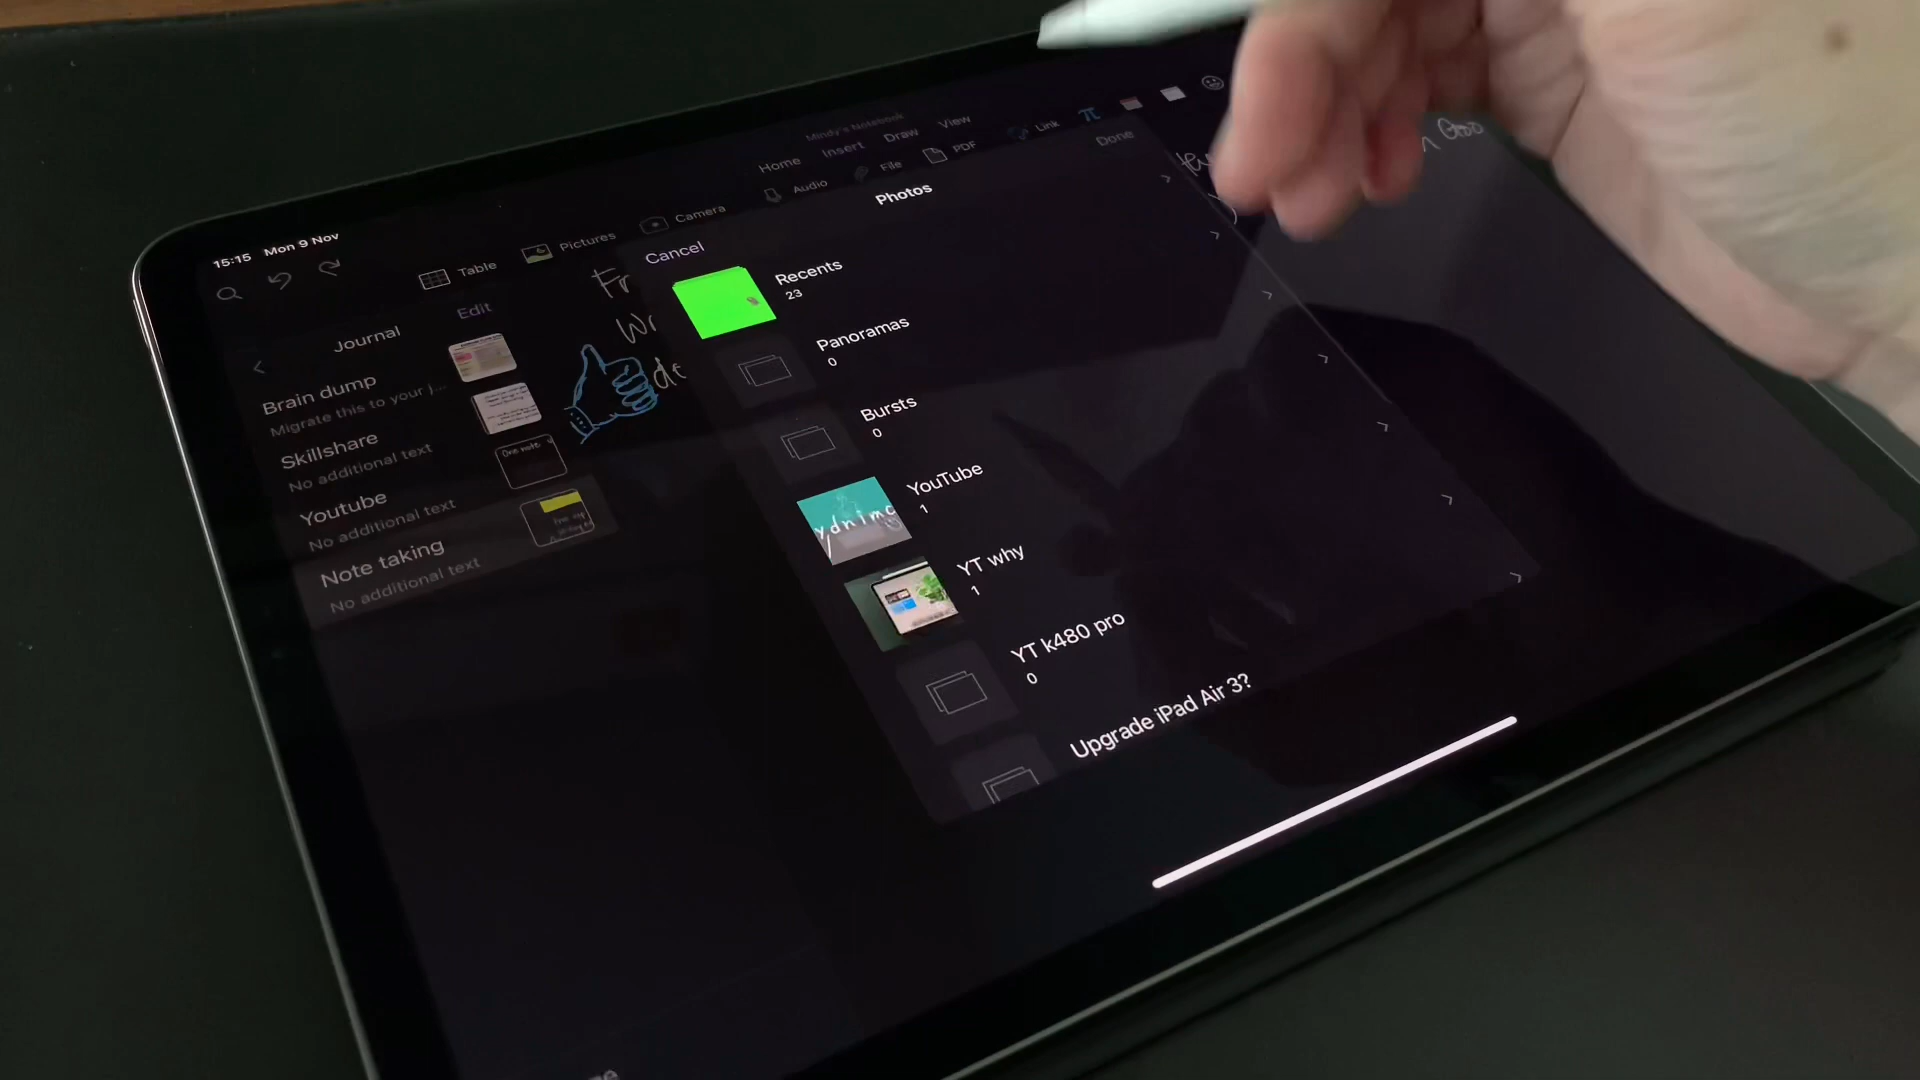 15:15 Mon 9 Nov
Mindy's Notebook
Home Insert Draw View
Table Pictures Camera Audio File PDF Link π
Journal Edit
Brain dump
Migrate this to your j...
Skillshare
No additional text
Youtube
No additional text
Note taking
No additional text
One note
Cancel Photos Done
Recents
23
Panoramas
0
Bursts
0
YouTube
1
ydnimc
YT why
1
YT k480 pro
0
Upgrade iPad Air 3?